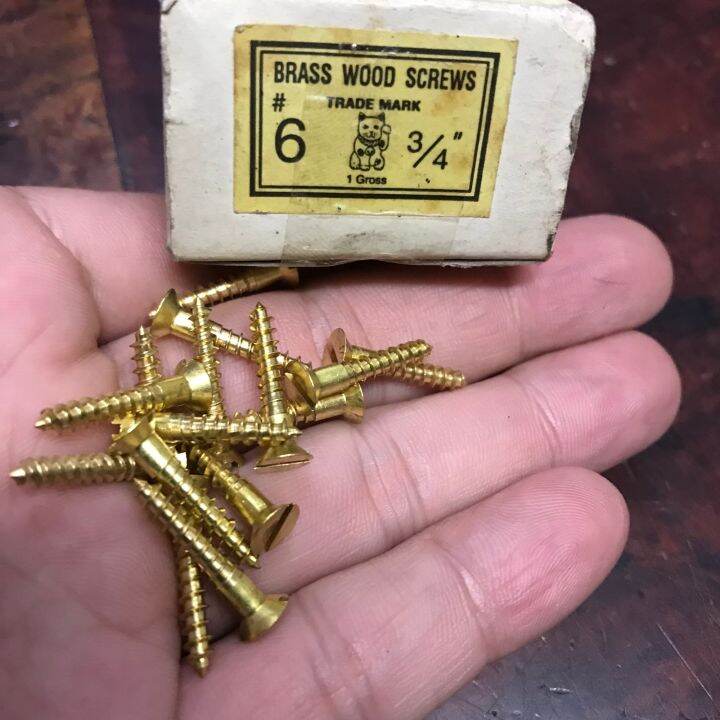 BRASS WOOD SCREWS
# TRADE MARK
6 3/4"
1 Gross